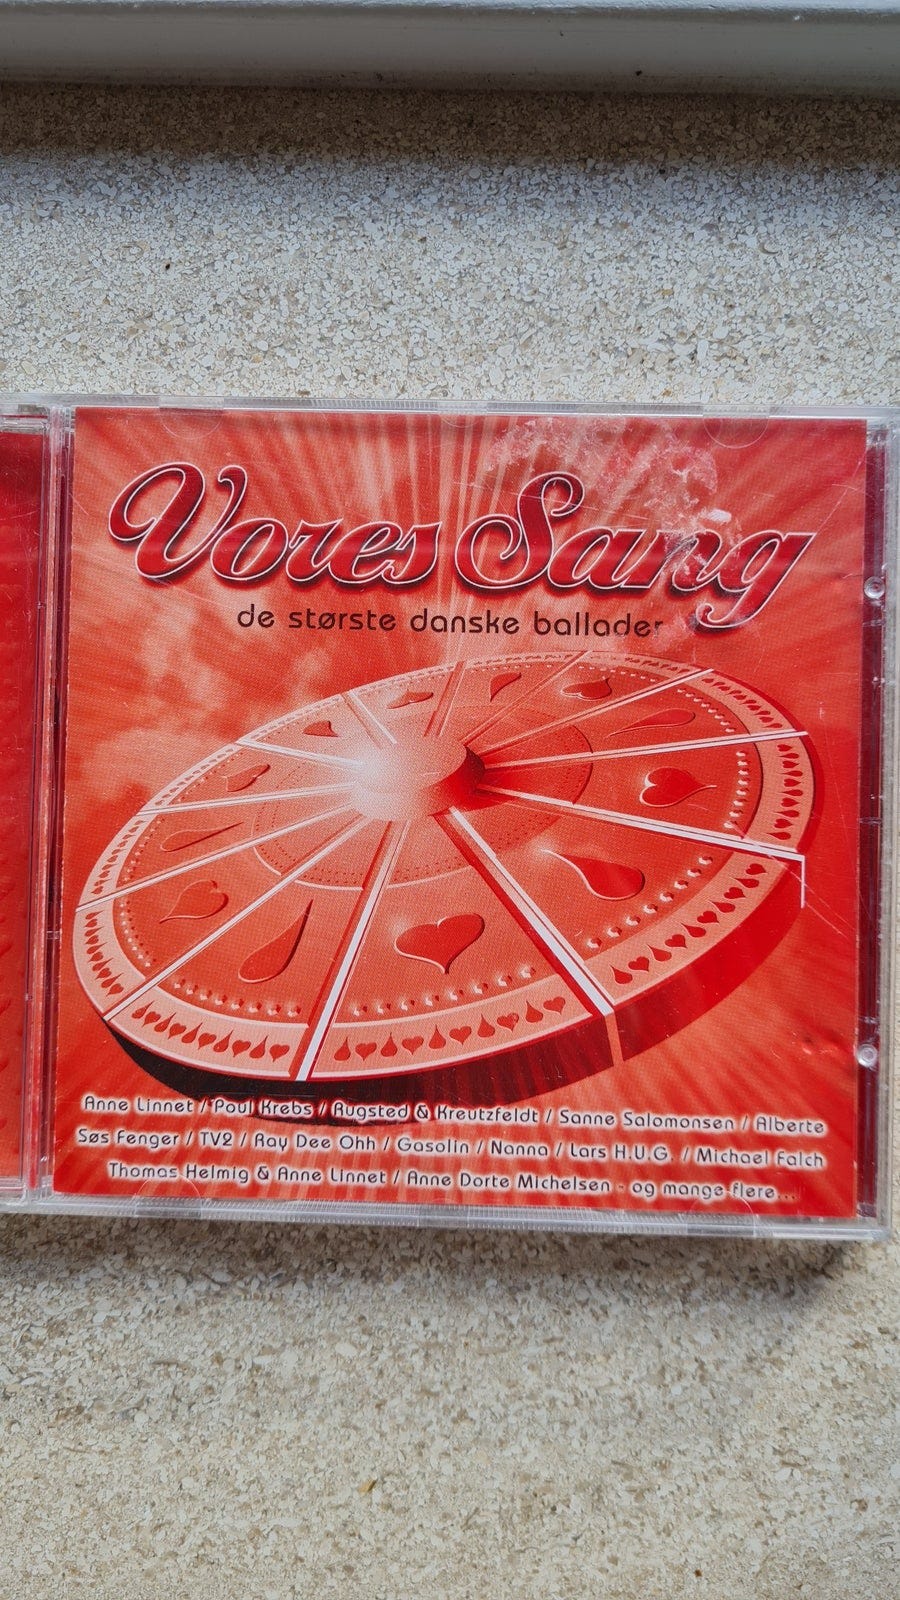 Vores Sang
de største danske ballader
Anne Linnet / Poul Krebs / Rugsted & Kreutzfeldt / Sanne Salomonsen / Alberte
Søs Fenger / TV2 / Ray Dee Ohh / Gasolin / Nanna / Lars H.U.G. / Michael Falch
Thomas Helmig & Anne Linnet / Anne Dorte Michelsen - og mange flere...